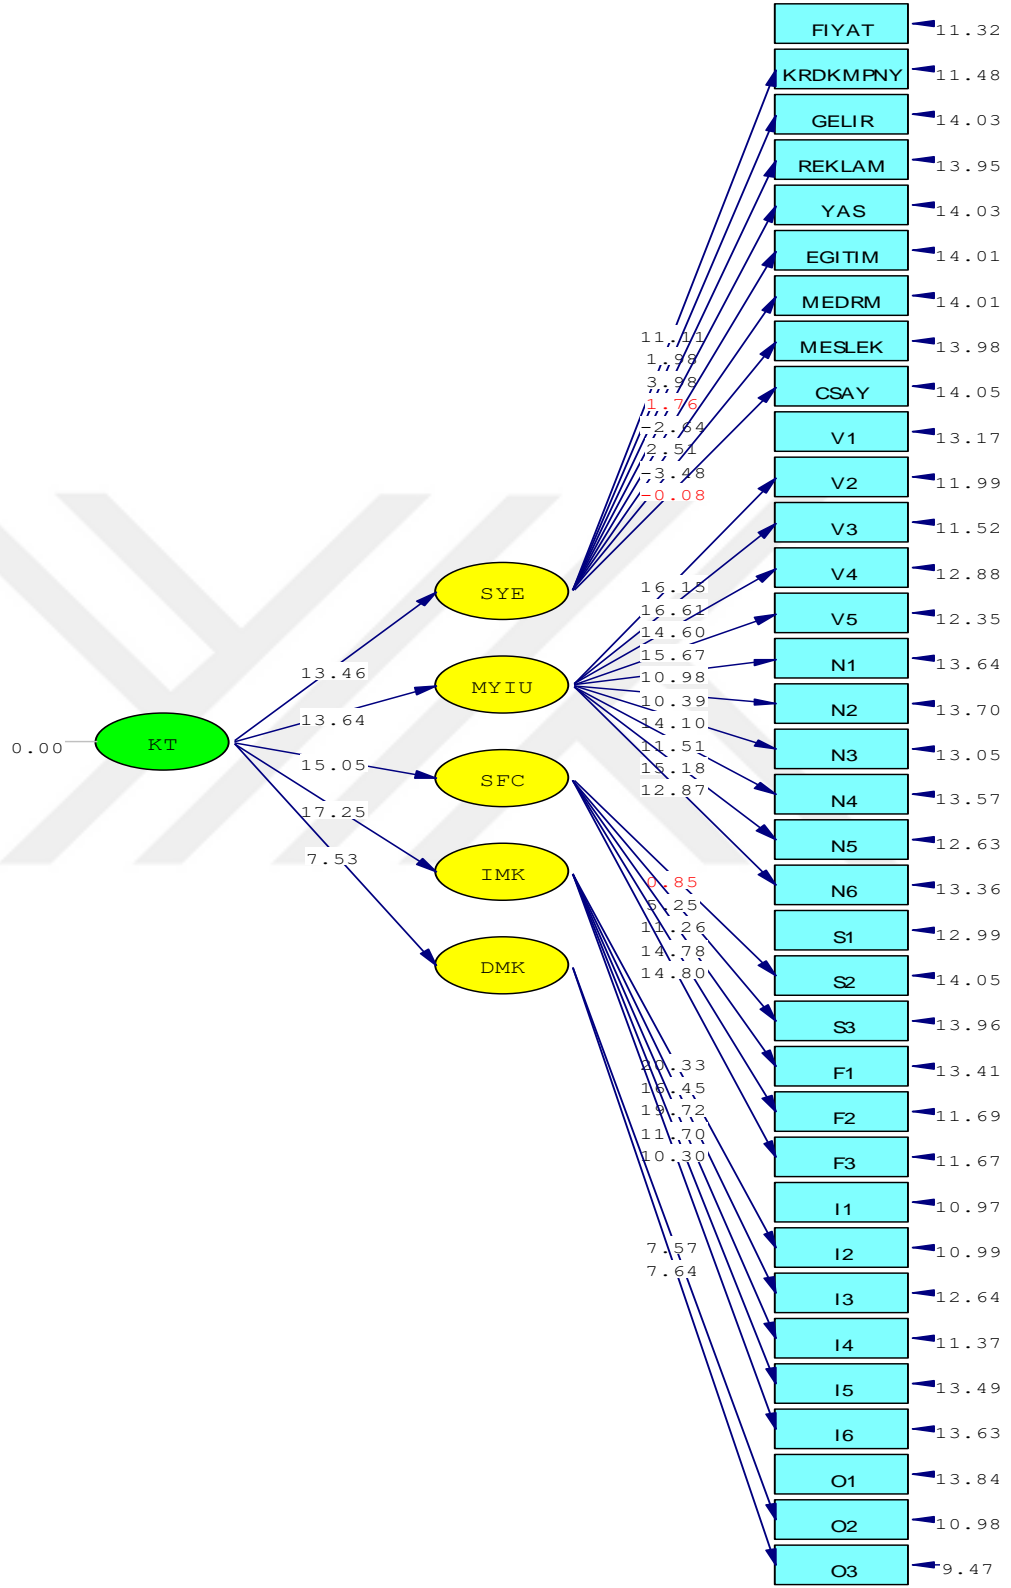 FIYAT 11.32
KRDKMPNY 11.48
GELIR 14.03
REKLAM 13.95
YAS 14.03
EGITIM 14.01
MEDRM 14.01
MESLEK 13.98
CSAY 14.05
V1 13.17
V2 11.99
V3 11.52
V4 12.88
V5 12.35
N1 13.64
N2 13.70
N3 13.05
N4 13.57
N5 12.63
N6 13.36
S1 12.99
S2 14.05
S3 13.96
F1 13.41
F2 11.69
F3 11.67
I1 10.97
I2 10.99
I3 12.64
I4 11.37
I5 13.49
I6 13.63
O1 13.84
O2 10.98
O3 9.47
11.11
1.98
3.98
1.76
-2.64
2.51
-3.48
-0.08
16.15
16.61
14.60
15.67
10.98
10.39
14.10
11.51
15.18
12.87
0.85
5.25
11.26
14.78
14.80
20.33
16.45
19.72
11.70
10.30
7.57
7.64
SYE
MYIU
SFC
IMK
DMK
13.46
13.64
15.05
17.25
7.53
0.00 KT